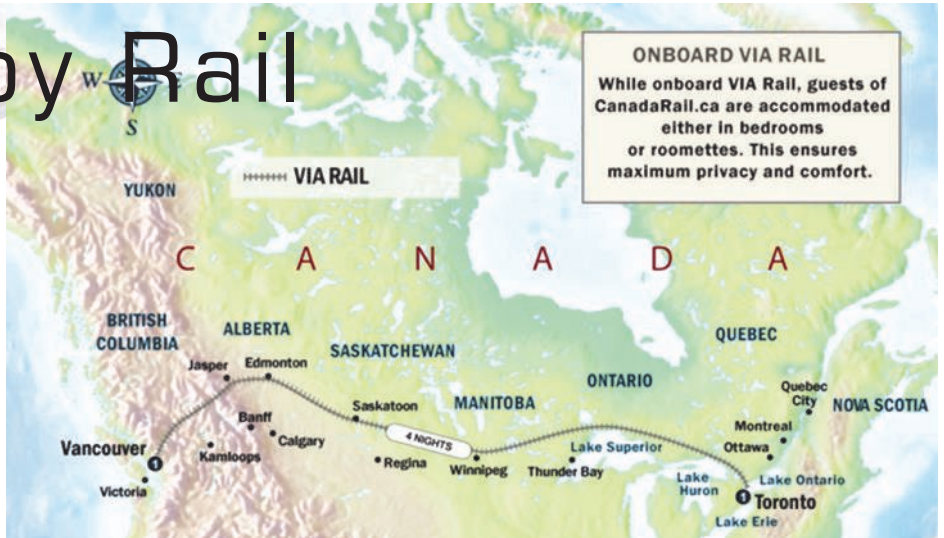 by Rail
N
W
E
S
ONBOARD VIA RAIL
While onboard VIA Rail, guests of
CanadaRail.ca are accommodated
either in bedrooms
or roomettes. This ensures
maximum privacy and comfort.
VIA RAIL
YUKON
C A N A D A
BRITISH
COLUMBIA
ALBERTA
SASKATCHEWAN
MANITOBA
ONTARIO
QUEBEC
NOVA SCOTIA
Jasper
Edmonton
Saskatoon
Quebec
City
Banff
Calgary
Montreal
Ottawa
Vancouver
1
Kamloops
Regina
4 NIGHTS
Winnipeg
Thunder Bay
Lake Superior
Lake
Huron
Lake Ontario
Victoria
1
Toronto
Lake Erie